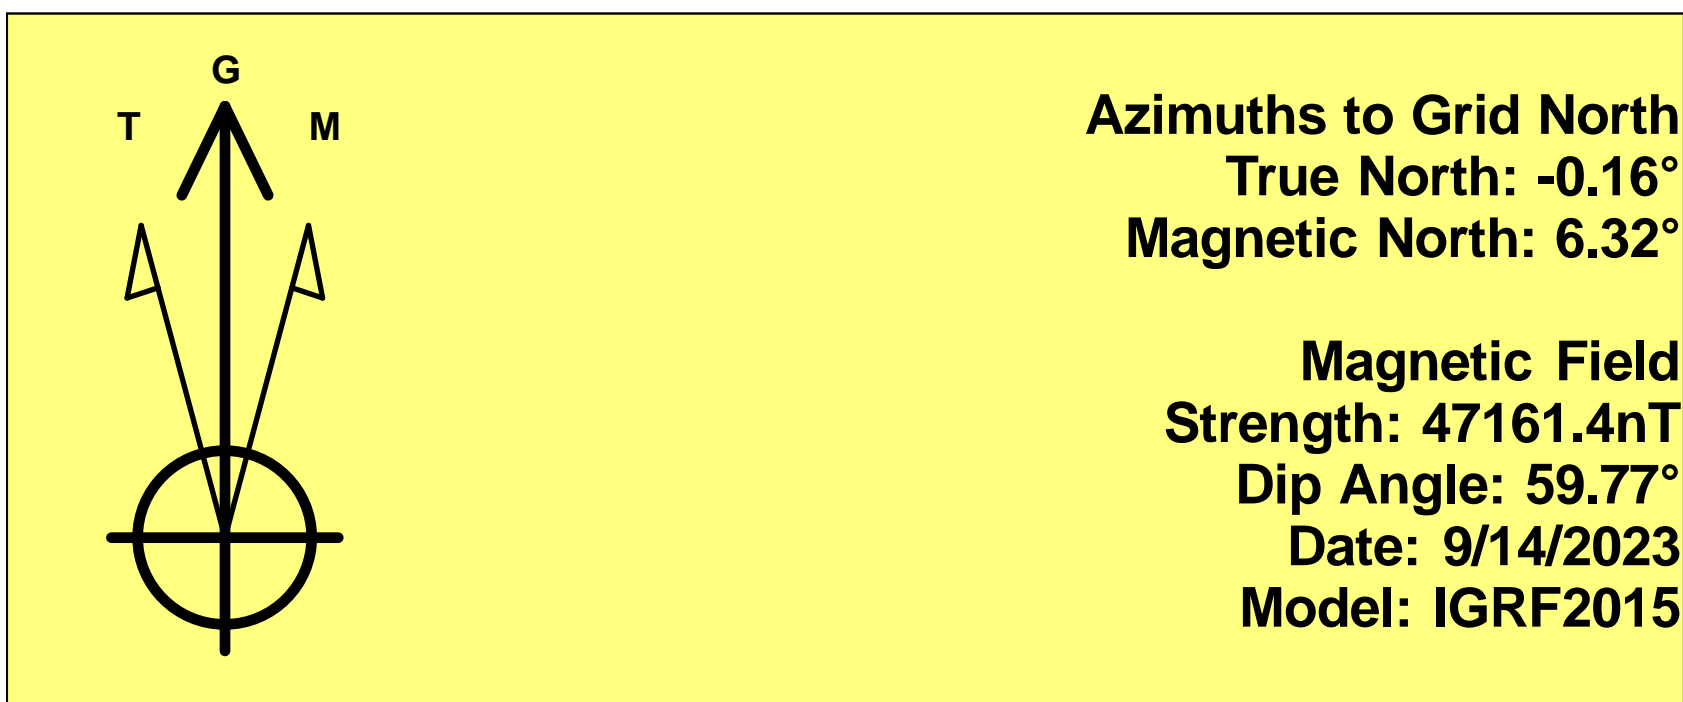 G
T
M
Azimuths to Grid North
True North: -0.16°
Magnetic North: 6.32°
Magnetic Field
Strength: 47161.4nT
Dip Angle: 59.77°
Date: 9/14/2023
Model: IGRF2015